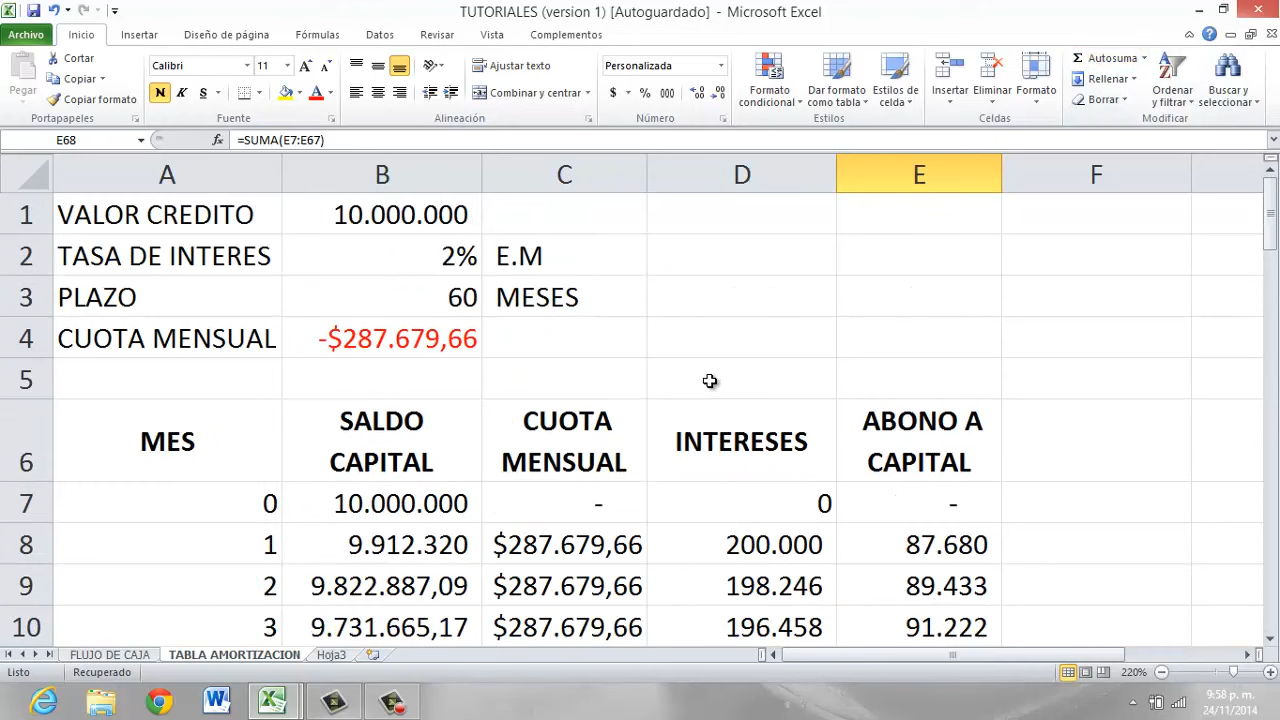 TUTORIALES (version 1) [Autoguardado] - Microsoft Excel
Archivo Inicio Insertar Diseño de página Fórmulas Datos Revisar Vista Complementos
Pegar
Cortar
Copiar
Copiar formato
Portapapeles
Calibri 11
N K S
Fuente
Ajustar texto
Combinar y centrar
Alineación
Personalizada
$ % 000
Número
Formato condicional
Dar formato como tabla
Estilos de celda
Estilos
Insertar Eliminar Formato
Celdas
Σ Autosuma
Rellenar
Borrar
Ordenar y filtrar
Buscar y seleccionar
Modificar
E68 fx =SUMA(E7:E67)
A B C D E F
1 VALOR CREDITO 10.000.000
2 TASA DE INTERES 2% E.M
3 PLAZO 60 MESES
4 CUOTA MENSUAL -$287.679,66
5
6 MES SALDO CAPITAL CUOTA MENSUAL INTERESES ABONO A CAPITAL
7 0 10.000.000 - 0 -
8 1 9.912.320 $287.679,66 200.000 87.680
9 2 9.822.887,09 $287.679,66 198.246 89.433
10 3 9.731.665,17 $287.679,66 196.458 91.222
FLUJO DE CAJA TABLA AMORTIZACION Hoja3
Listo Recuperado 220%
9:58 p. m.
24/11/2014